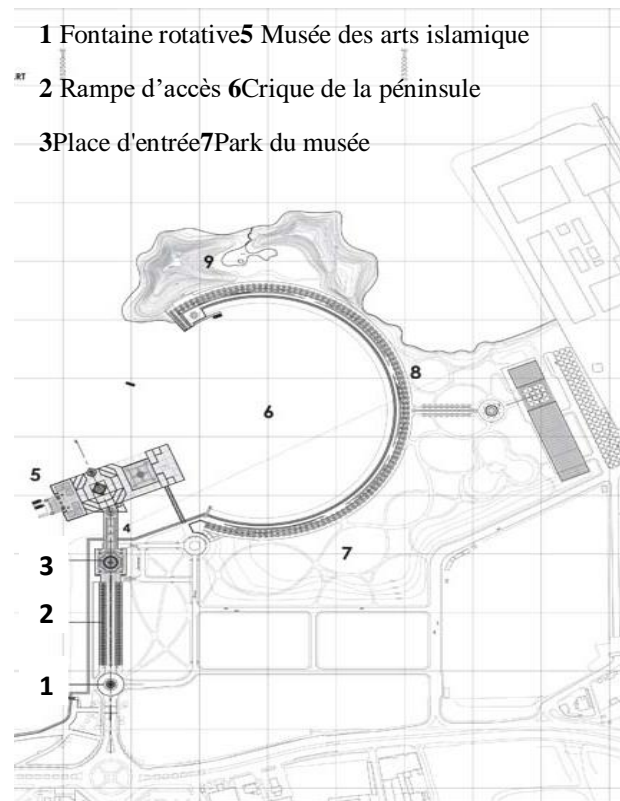 1 Fontaine rotative5 Musée des arts islamique
ART
2 Rampe d'accès 6Crique de la péninsule
3Place d'entrée7Park du musée
9
8
6
5
4
7
3
2
1